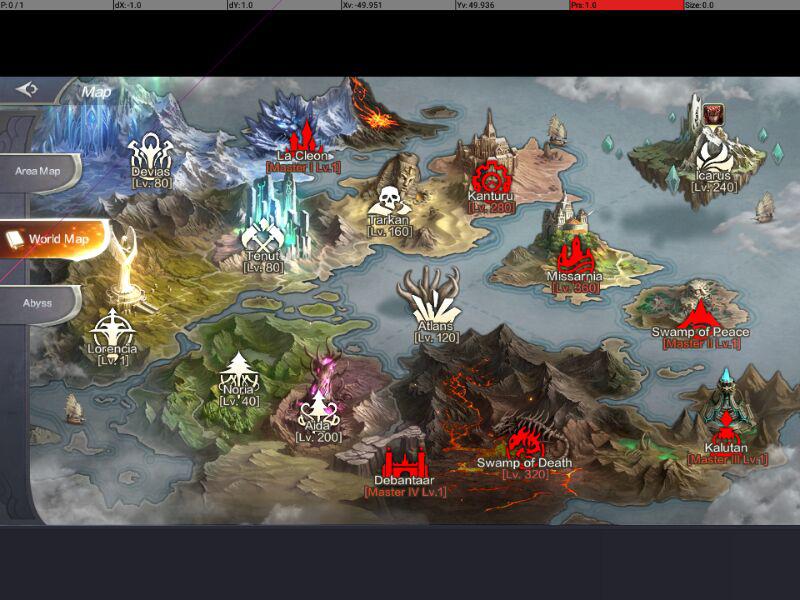 P: 0 / 1 dX: -1.0 dY: 1.0 Xv: -49.951 Yv: 49.936 Prs: 1.0 Size: 0.0
Map
Area Map
World Map
Abyss
Devias
[Lv. 80]
La Cleon
[Master I Lv.1]
Kanturu
[Lv. 280]
Icarus
[Lv. 240]
Tarkan
[Lv. 160]
Tenut
[Lv. 80]
Missarnia
[Lv. 360]
Atlans
[Lv. 120]
Swamp of Peace
[Master II Lv.1]
Lorencia
[Lv. 1]
Noria
[Lv. 40]
Aida
[Lv. 200]
Kalutan
[Master III Lv.1]
Swamp of Death
[Lv. 320]
Debantaar
[Master IV Lv.1]